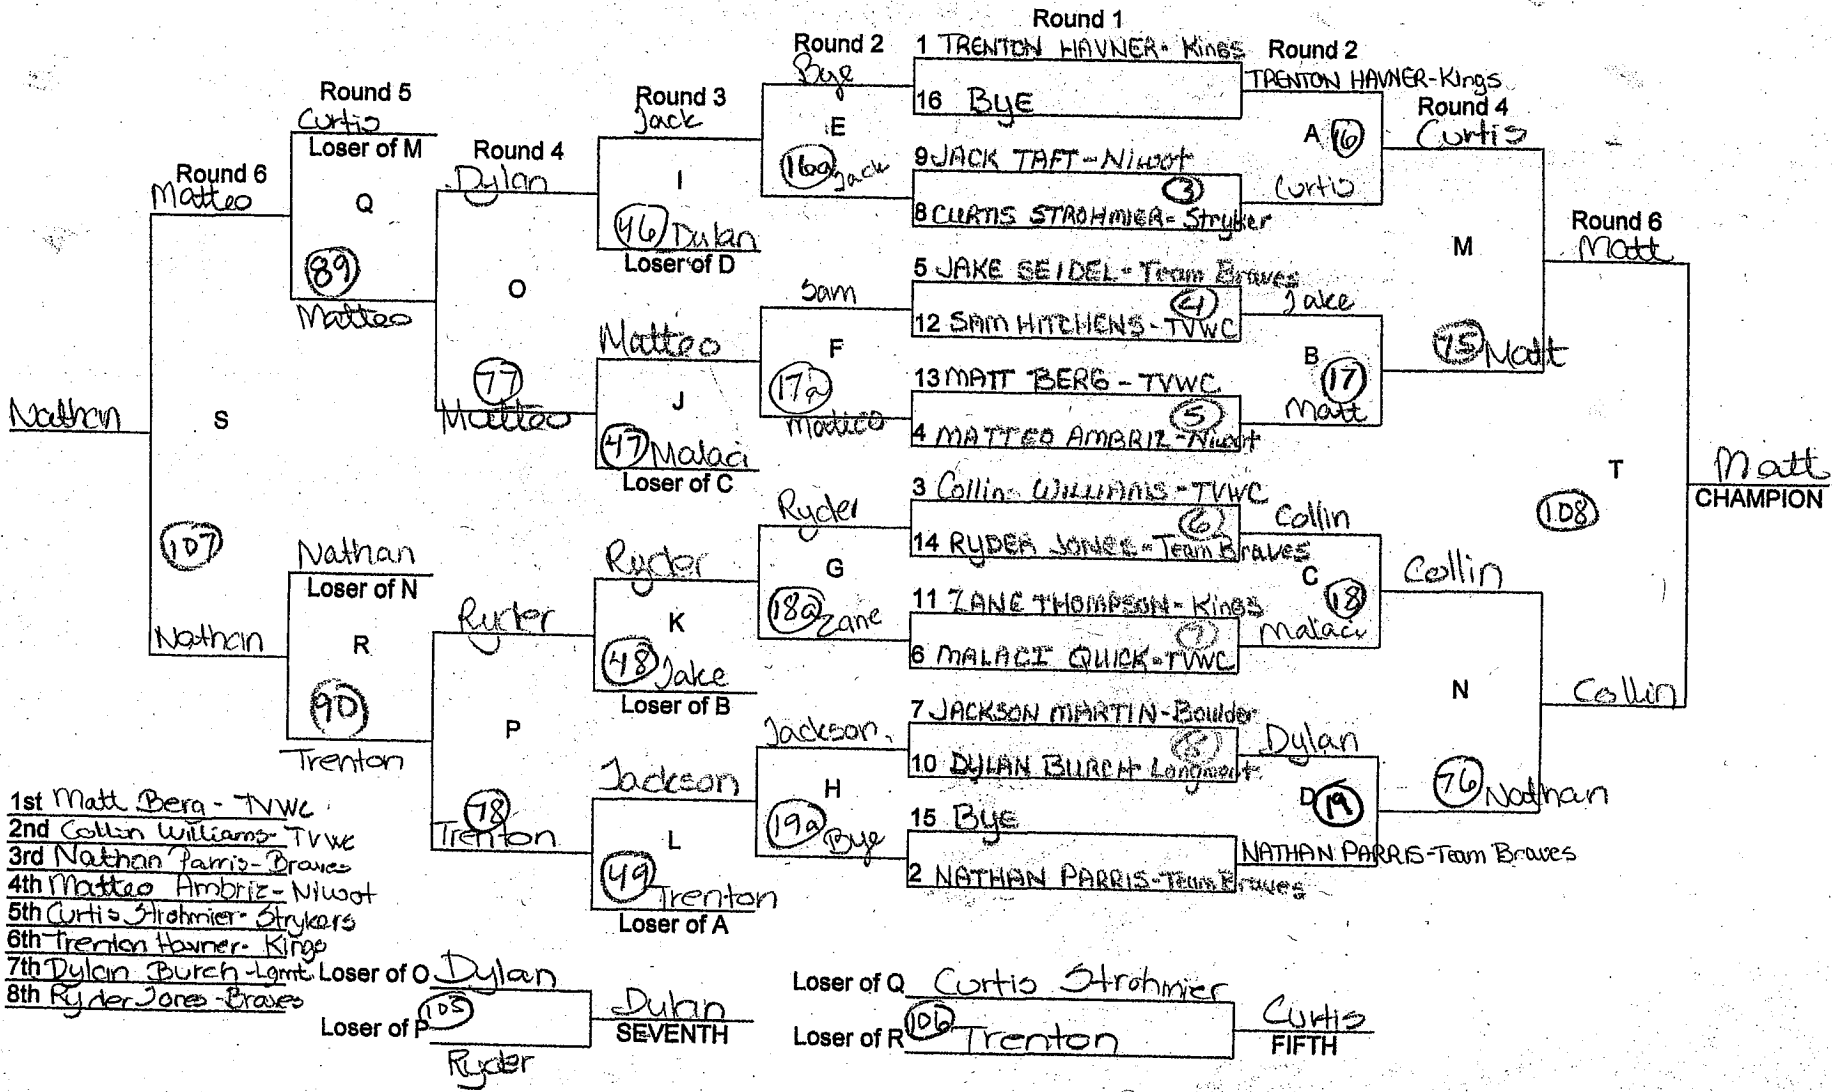 Round 1
Round 2
1 TRENTON HAVNER- Kings
Round 2
Bye
TRENTON HAVNER-Kings
16 BYE
Round 5
Round 3
Round 4
Curtis
Jack
Curtis
Loser of M
E
A 16
Round 4
9 JACK TAFT - Niwot
Round 6
Dylan
I
16a Jack
3
Curtis
Matteo
Q
8 CURTIS STROHMIER- Stryker
Round 6
46 Dylan
M
Matt
Loser of D
5 JAKE SEIDEL - Team Braves
89
O
Sam
4
Jake
Matteo
12 SAM HITCHENS - TVWC
Matteo
F
75 Matt
B 17
77
17a
13 MATT BERG - TVWC
J
5
Matt
Nathan
S
Matteo
Matteo
4 MATTEO AMBRIZ - Niwot
47 Malaci
Loser of C
T
Matt
3 Collin WILLIAMS - TVWC
CHAMPION
Ryder
6
Collin
108
107
14 RYDER JONES - Team Braves
Nathan
Ryder
G
C 18
Collin
Loser of N
18a Zane
11 ZANE THOMPSON - Kings
Ryder
K
7
Malaci
Nathan
R
48 Jake
6 MALACI QUICK - TVWC
Loser of B
N
Collin
90
7 JACKSON MARTIN - Boulder
P
Jackson
8
Dylan
Trenton
10 DYLAN BURCH Longmont
Jackson
H
D 19
76 Nathan
78
19a Bye
15 Bye
Trenton
L
NATHAN PARRIS-Team Braves
49 Trenton
2 NATHAN PARRIS-Team Braves
Loser of A
1st Matt Berg - TVWC
2nd Collin Williams- TVWC
3rd Nathan Parris-Braves
4th Matteo Ambriz- Niwot
5th Curtis Strohmier- Strykers
6th Trenton Havner- Kings
7th Dylan Burch -Lgmt
8th Ryder Jones -Braves
Loser of O Dylan
105
Dylan
SEVENTH
Loser of P
Ryder
Loser of Q Curtis Strohmier
106
Curtis
FIFTH
Loser of R Trenton